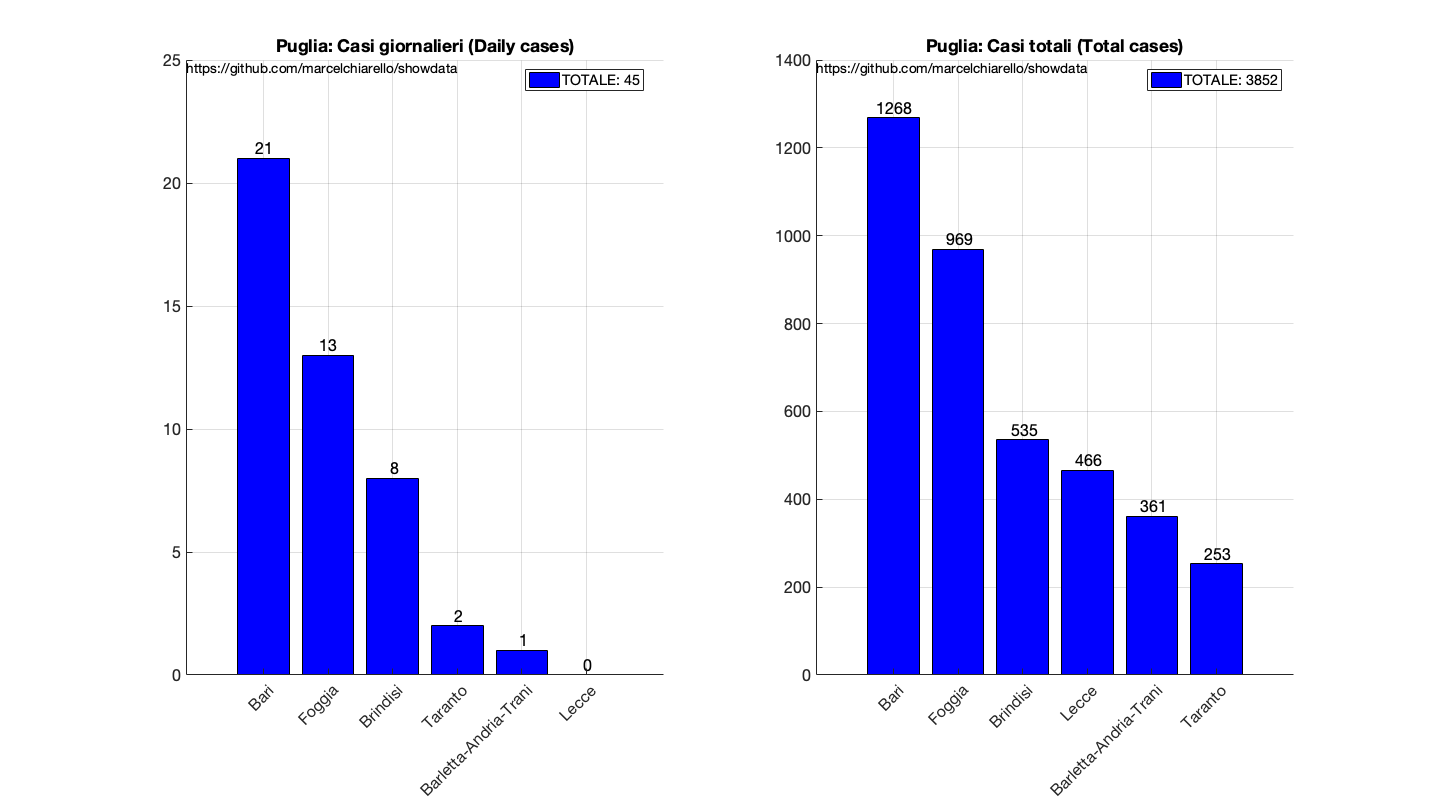 Puglia: Casi giornalieri (Daily cases)
https://github.com/marcelchiarello/showdata
TOTALE: 45
25
20
15
10
5
0
21
13
8
2
1
0
Bari
Foggia
Brindisi
Taranto
Barletta-Andria-Trani
Lecce
Puglia: Casi totali (Total cases)
https://github.com/marcelchiarello/showdata
TOTALE: 3852
1400
1200
1000
800
600
400
200
0
1268
969
535
466
361
253
Bari
Foggia
Brindisi
Lecce
Barletta-Andria-Trani
Taranto